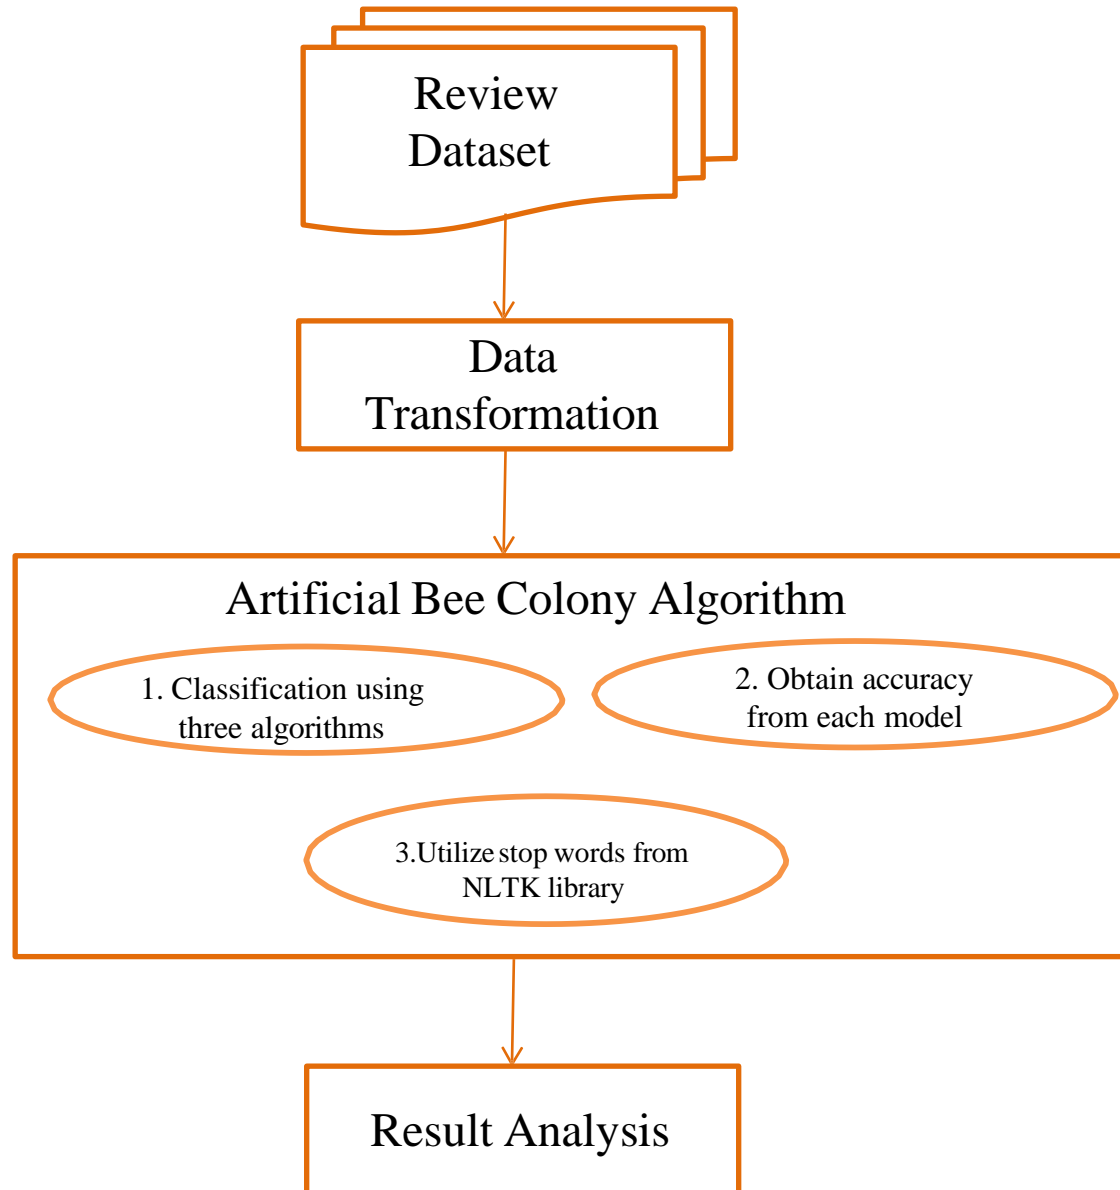 Review
Dataset
Data
Transformation
Artificial Bee Colony Algorithm
1. Classification using
three algorithms
2. Obtain accuracy
from each model
3.Utilize stop words from
NLTK library
Result Analysis